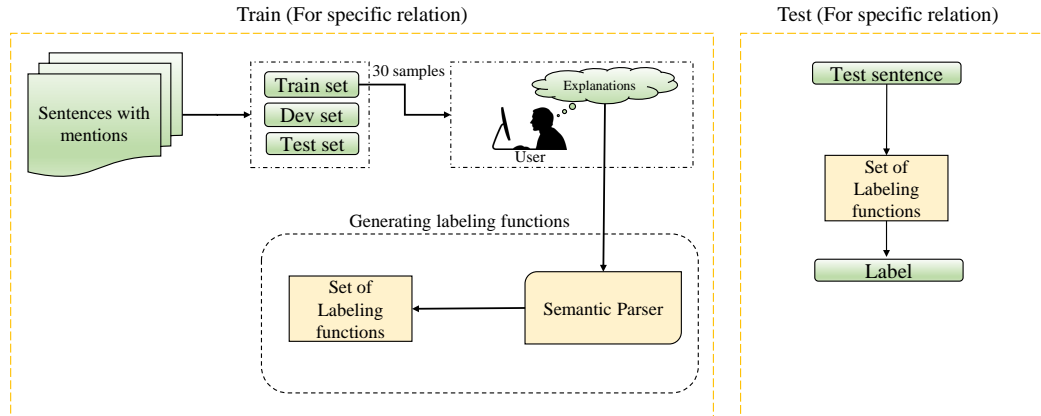 Train (For specific relation)
Test (For specific relation)
Sentences with
mentions
Train set
Dev set
Test set
30 samples
Explanations
User
Generating labeling functions
Set of
Labeling
functions
Semantic Parser
Test sentence
Set of
Labeling
functions
Label